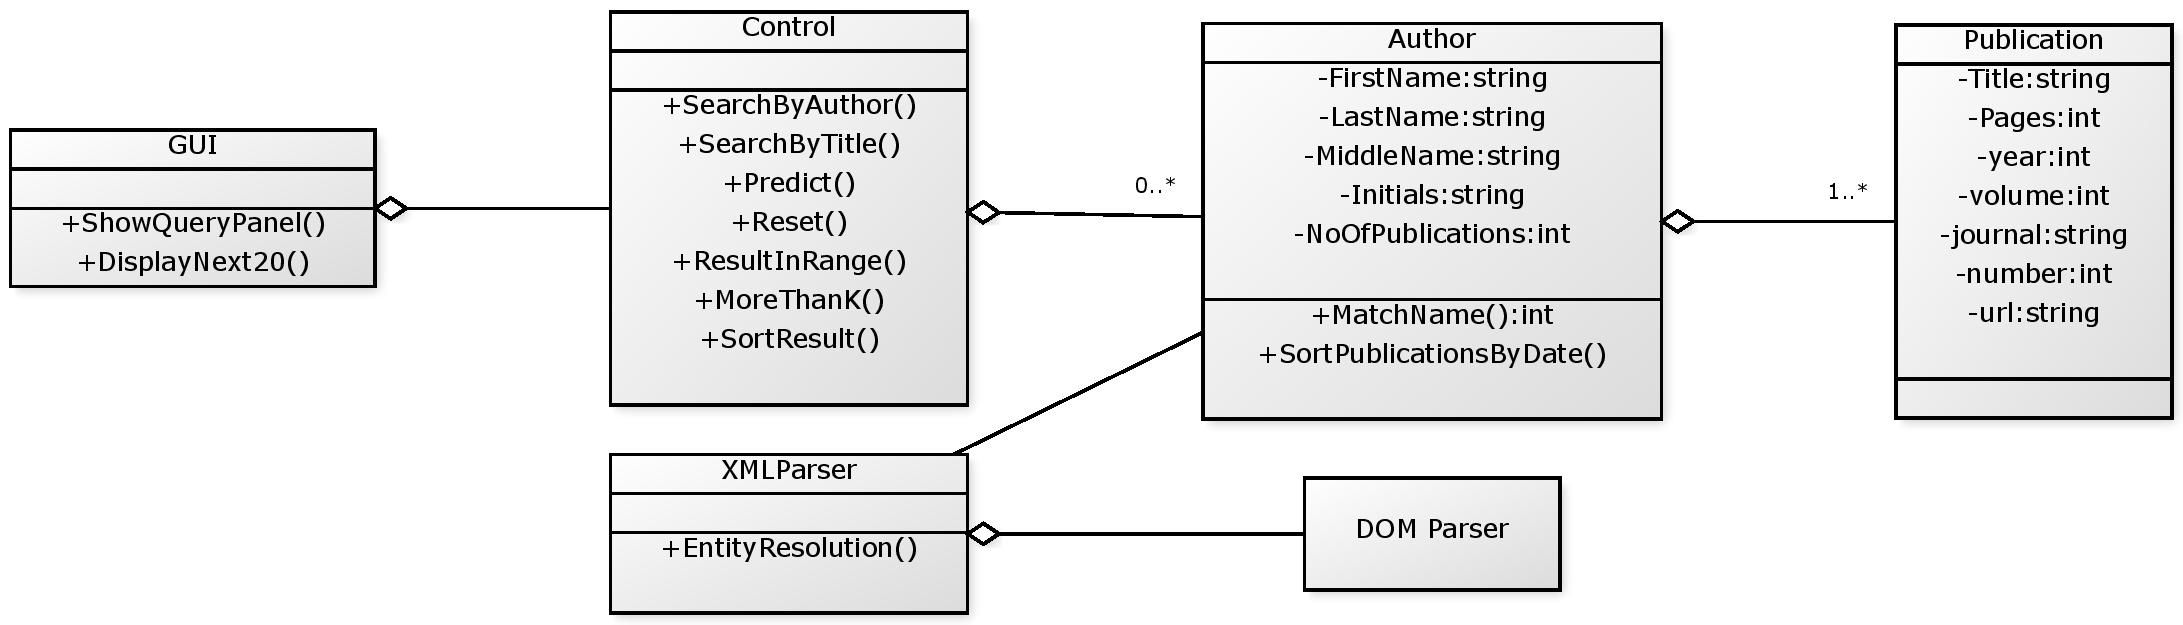 GUI
+ShowQueryPanel()
+DisplayNext20()
Control
+SearchByAuthor()
+SearchByTitle()
+Predict()
+Reset()
+ResultInRange()
+MoreThanK()
+SortResult()
0..*
Author
-FirstName:string
-LastName:string
-MiddleName:string
-Initials:string
-NoOfPublications:int
+MatchName():int
+SortPublicationsByDate()
1..*
Publication
-Title:string
-Pages:int
-year:int
-volume:int
-journal:string
-number:int
-url:string
XMLParser
+EntityResolution()
DOM Parser